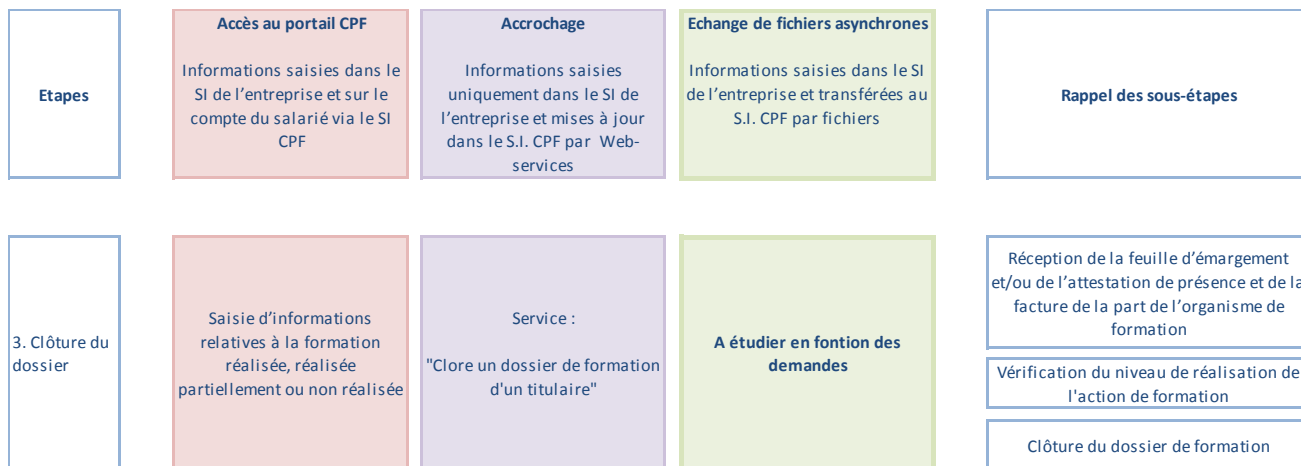 Etapes
Accès au portail CPF
Informations saisies dans le
SI de l'entreprise et sur le
compte du salarié via le SI
CPF
Accrochage
Informations saisies
uniquement dans le SI de
l'entreprise et mises à jour
dans le S.I. CPF par Web-
services
Echange de fichiers asynchrones
Informations saisies dans le SI
de l'entreprise et transférées au
S.I. CPF par fichiers
Rappel des sous-étapes
3. Clôture du
dossier
Saisie d'informations
relatives à la formation
réalisée, réalisée
partiellement ou non réalisée
Service :
"Clore un dossier de formation
d'un titulaire"
A étudier en fontion des
demandes
Réception de la feuille d'émargement
et/ou de l'attestation de présence et de la
facture de la part de l'organisme de
formation
Vérification du niveau de réalisation de
l'action de formation
Clôture du dossier de formation